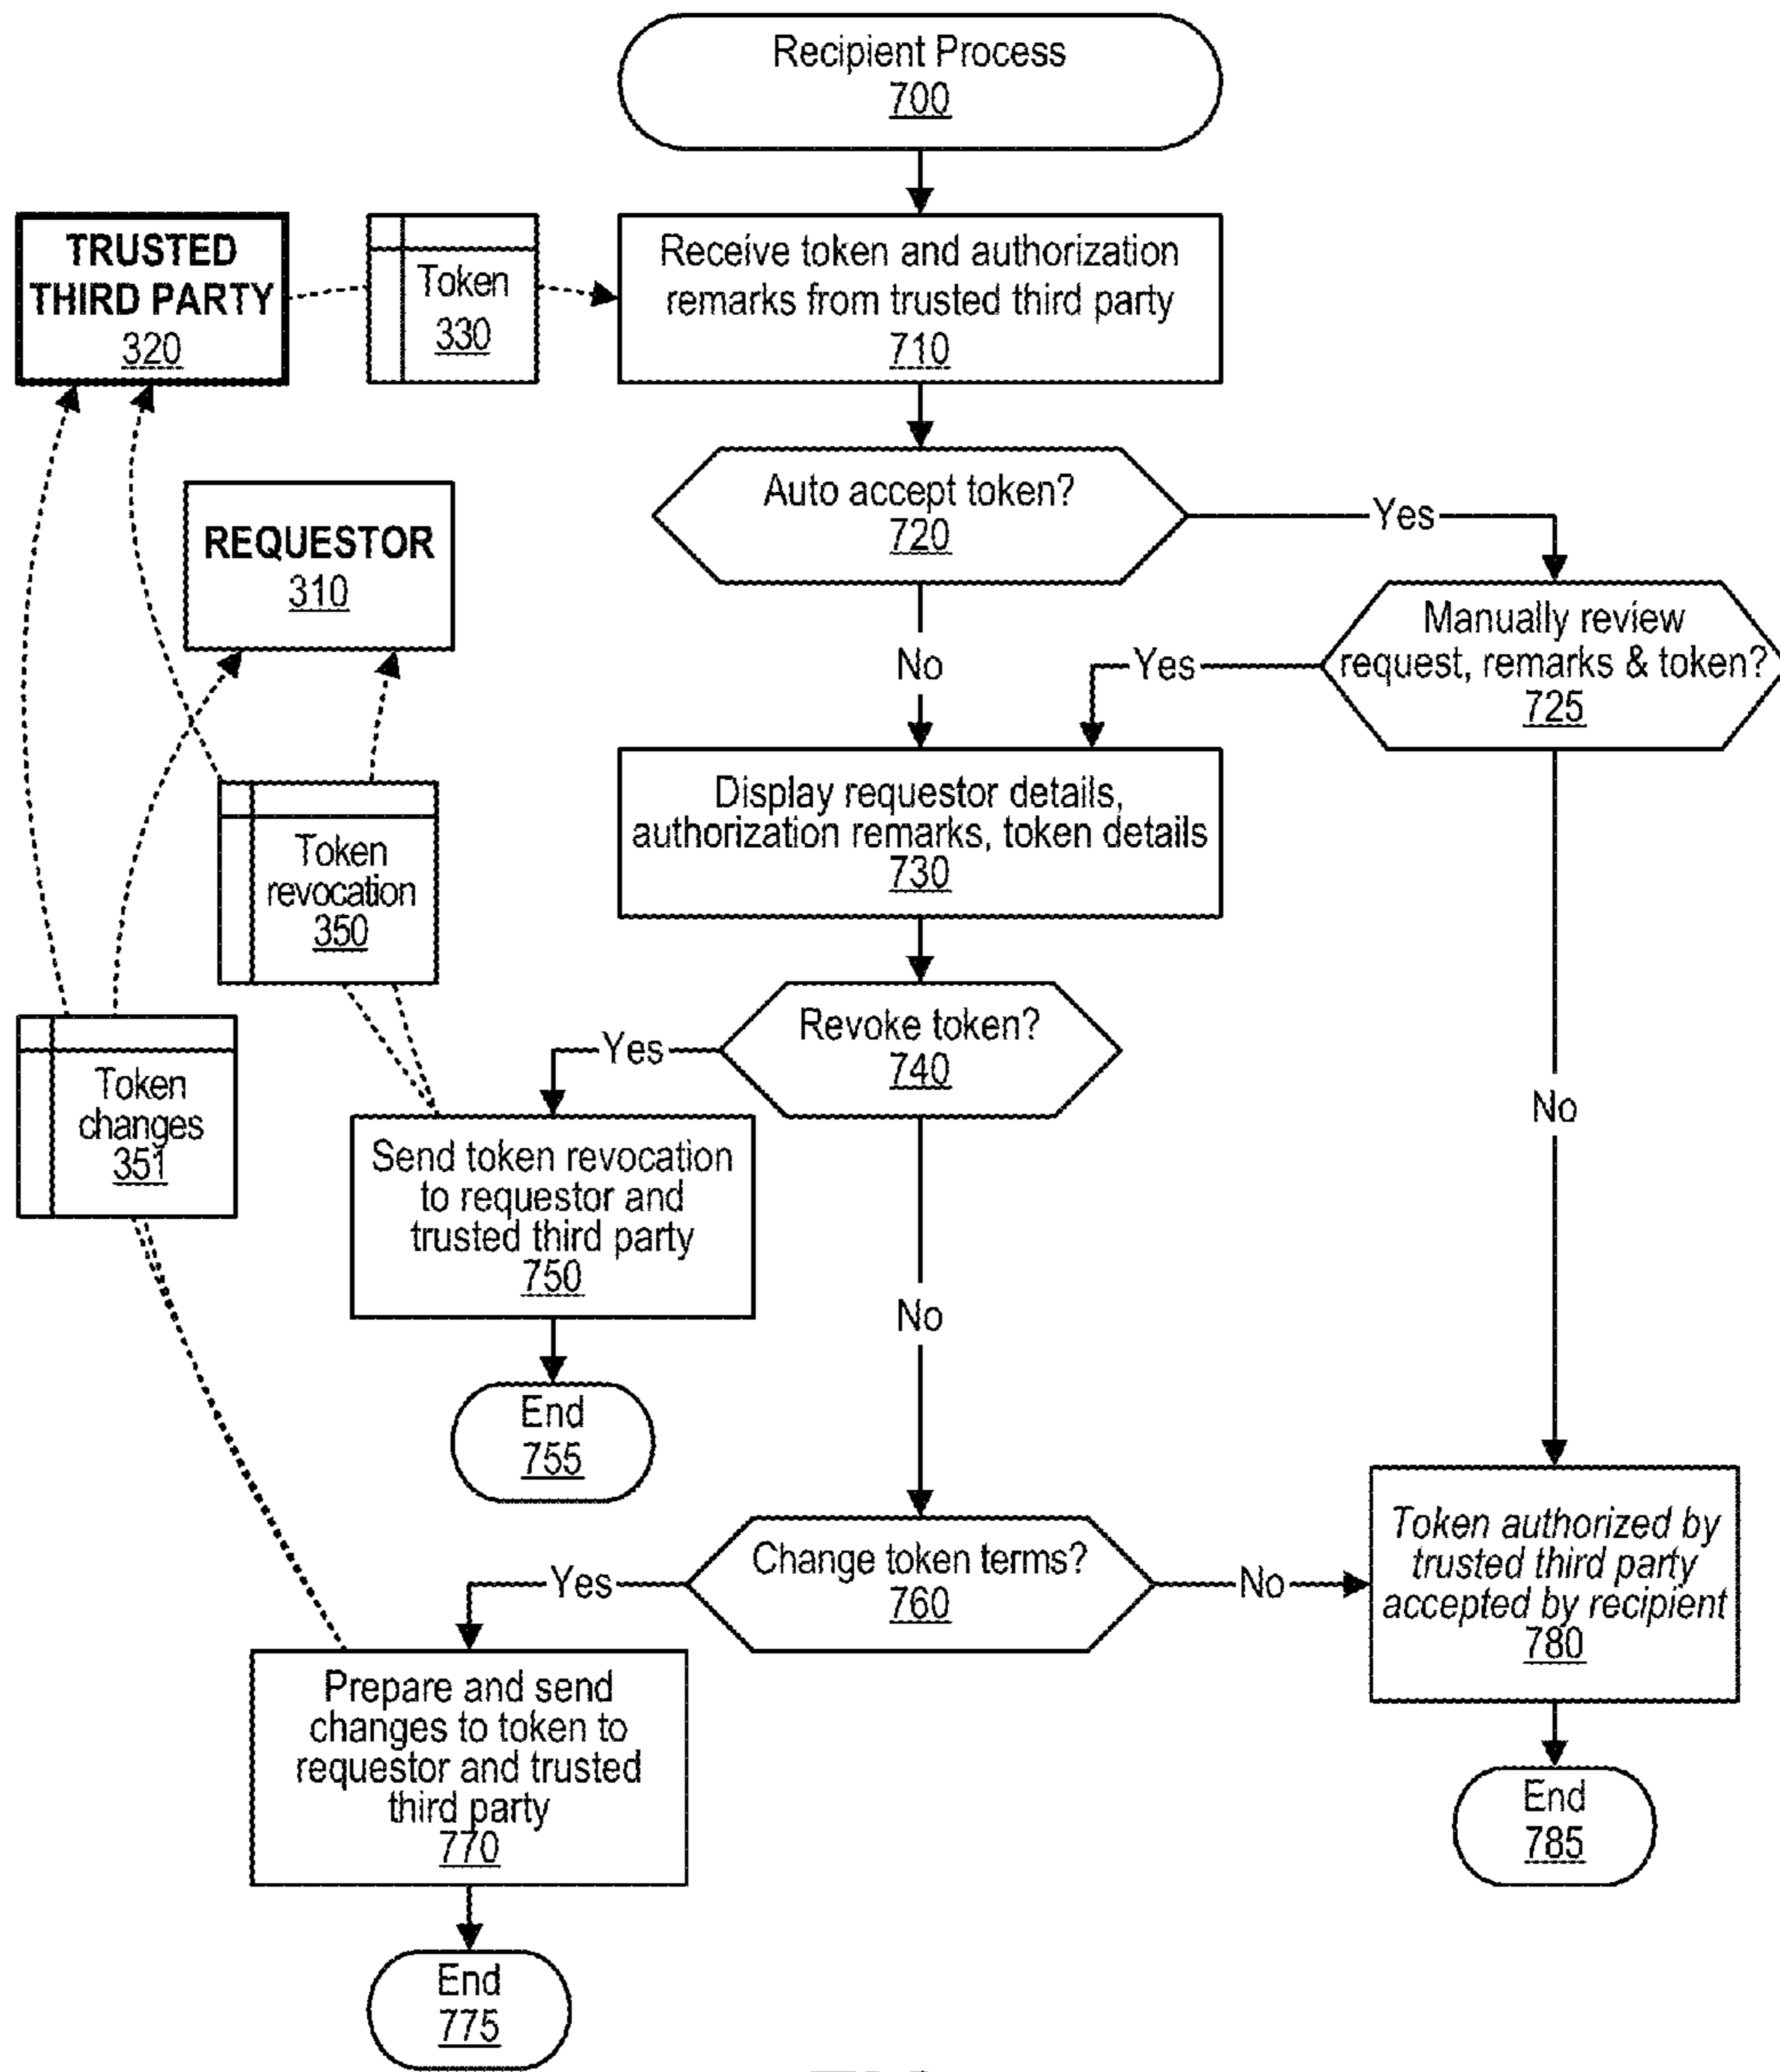 Recipient Process
700
TRUSTED
THIRD PARTY
320
Token
330
Receive token and authorization
remarks from trusted third party
710
Auto accept token?
720
Yes
REQUESTOR
310
No
Yes
Manually review
request, remarks & token?
725
Display requestor details,
authorization remarks, token details
730
Token
revocation
350
Revoke token?
740
Yes
Token
changes
351
No
Send token revocation
to requestor and
trusted third party
750
No
End
755
Change token terms?
760
Yes
No
Token authorized by
trusted third party
accepted by recipient
780
Prepare and send
changes to token to
requestor and trusted
third party
770
End
785
End
775